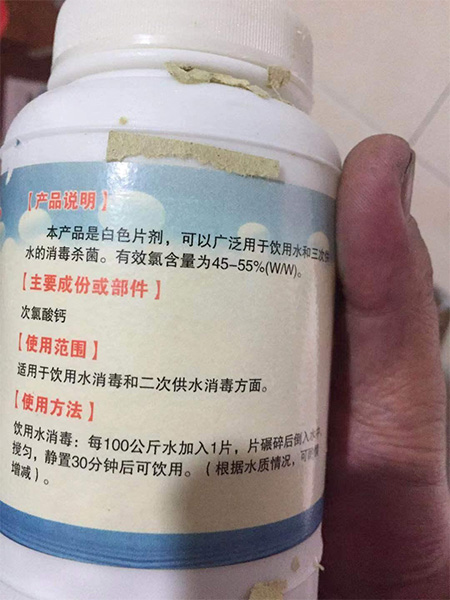 【产品说明】
本产品是白色片剂，可以广泛用于饮用水和三次供
水的消毒杀菌。有效氯含量为45-55%(W/W)。
【主要成份或部件】
次氯酸钙
【使用范围】
适用于饮用水消毒和二次供水消毒方面。
【使用方法】
饮用水消毒：每100公斤水加入1片，片碾碎后倒入水中，
搅匀，静置30分钟后可饮用。（根据水质情况，可
增减）。